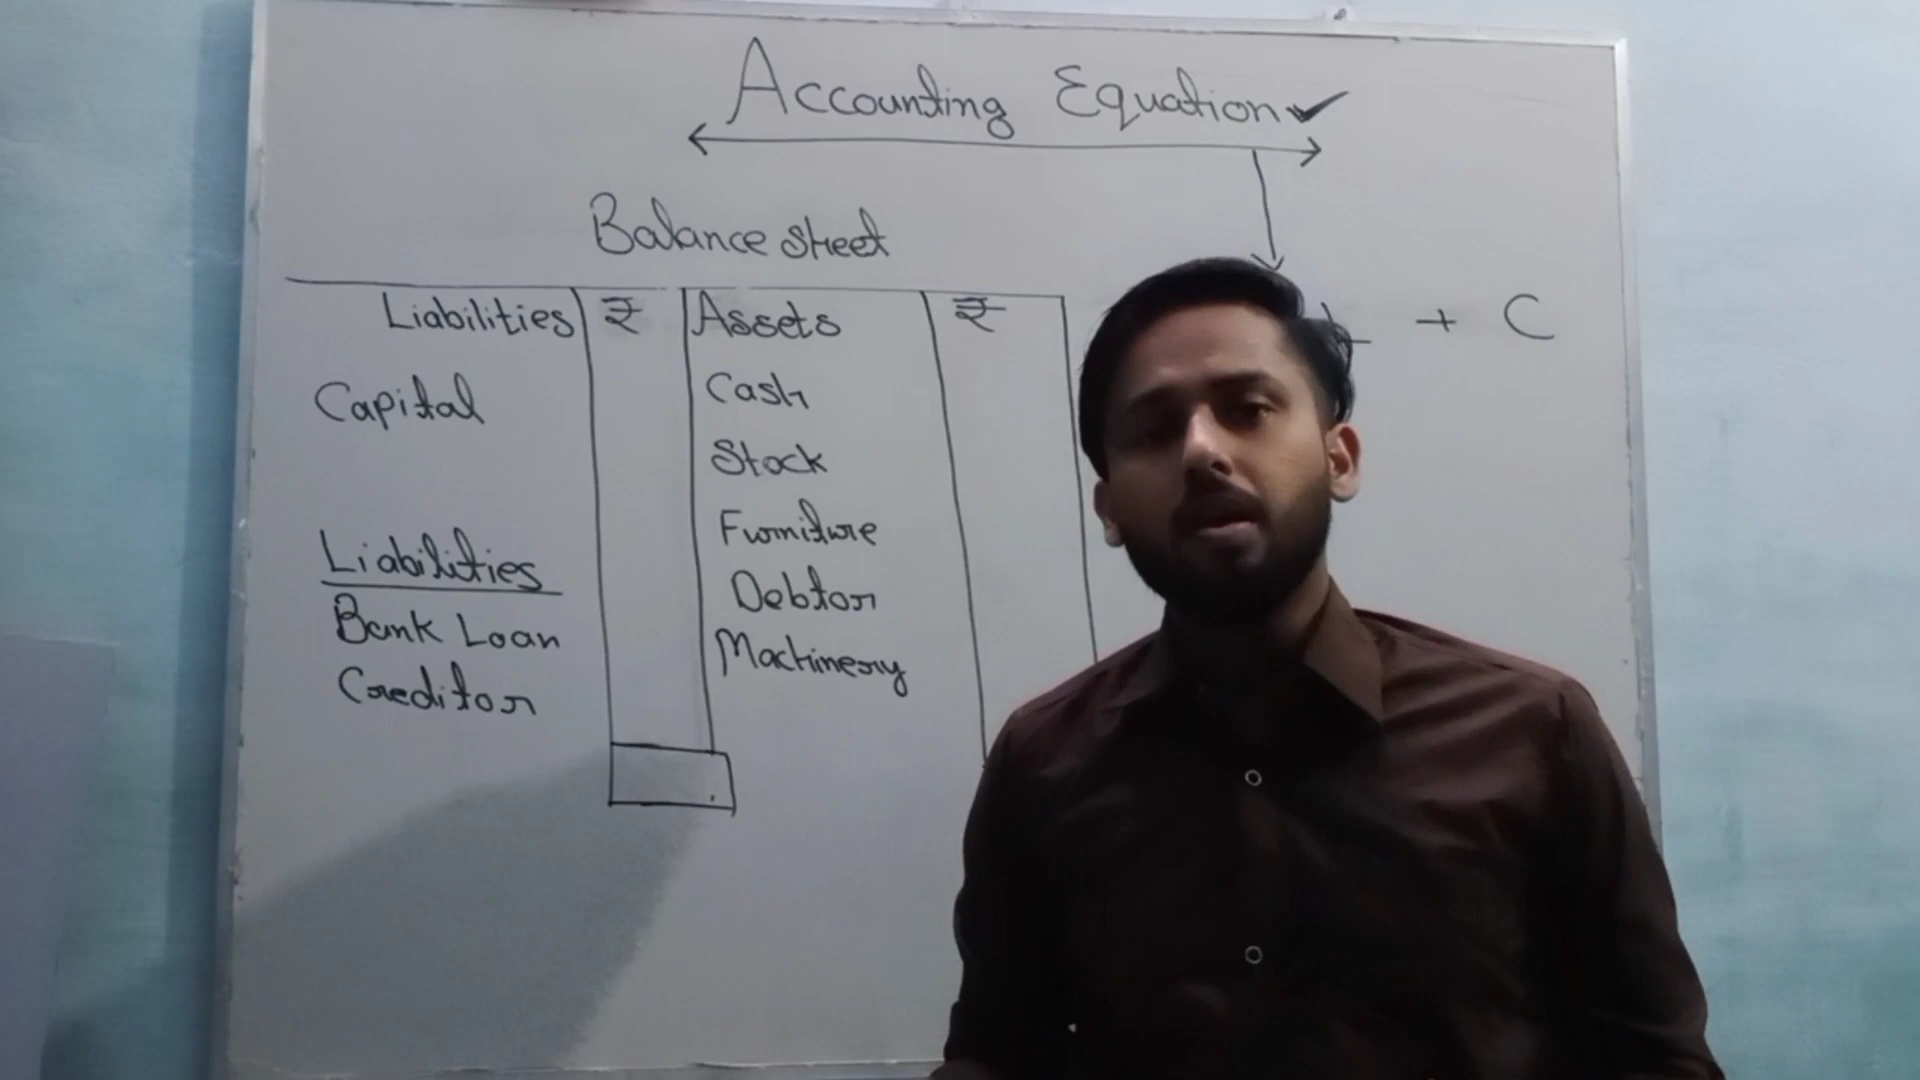 Accounting Equation ✓
Balance sheet
Liabilities ₹ Assets ₹
Capital
Liabilities
Bank Loan
Creditor
Cash
Stock
Furniture
Debtor
Machinery
L + C